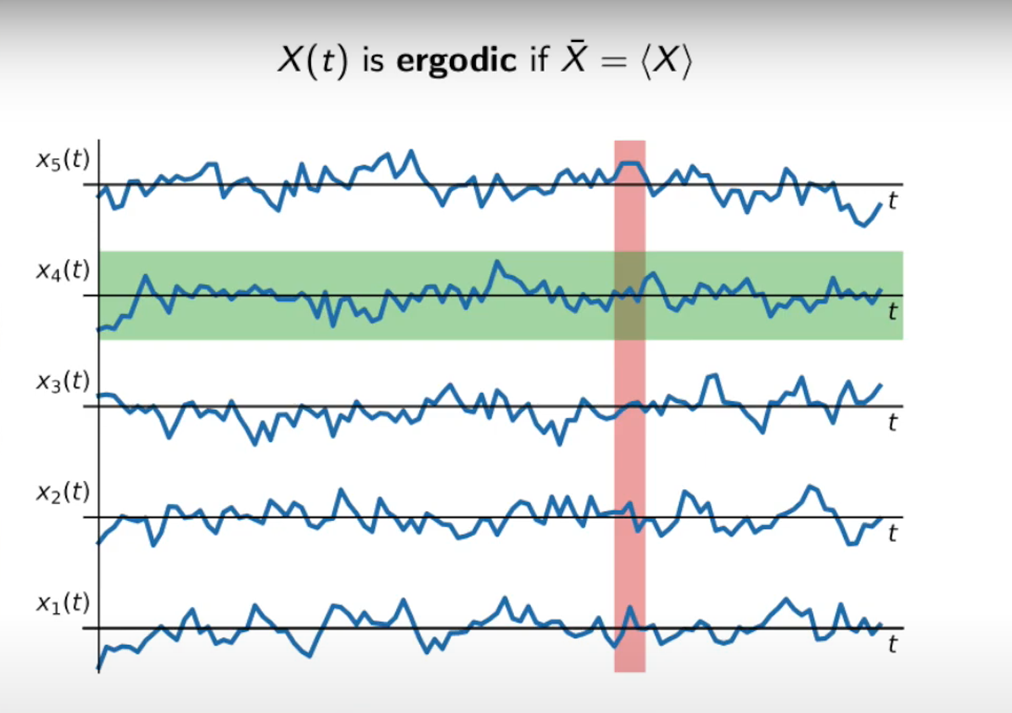 X(t) is ergodic if X̄ = ⟨X⟩
x₅(t)
t
x₄(t)
t
x₃(t)
t
x₂(t)
t
x₁(t)
t